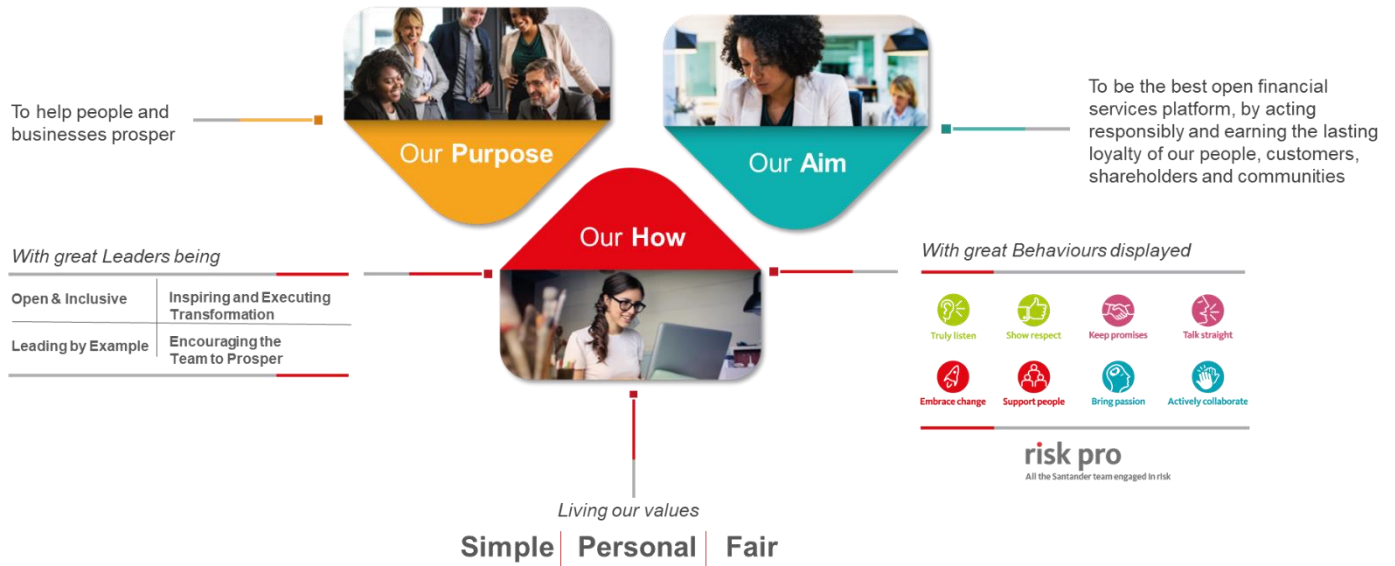 To help people and
businesses prosper
Our Purpose
Our Aim
To be the best open financial
services platform, by acting
responsibly and earning the lasting
loyalty of our people, customers,
shareholders and communities
Our How
With great Leaders being
Open & Inclusive
Inspiring and Executing
Transformation
Leading by Example
Encouraging the
Team to Prosper
With great Behaviours displayed
Truly listen
Show respect
Keep promises
Talk straight
Embrace change
Support people
Bring passion
Actively collaborate
risk pro
All the Santander team engaged in risk
Living our values
Simple Personal Fair